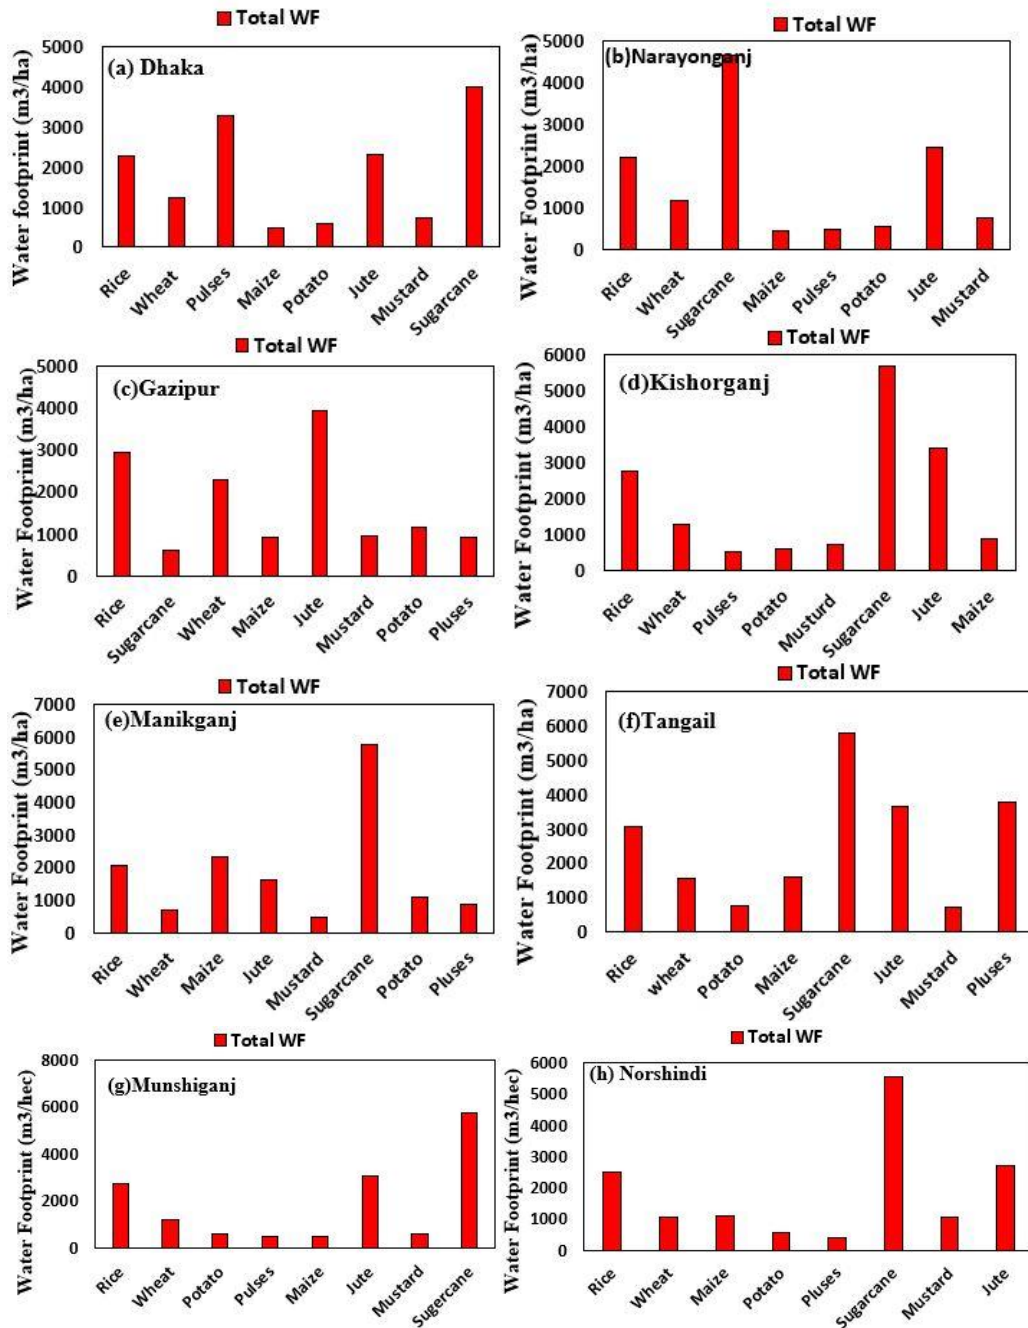 Total WF
Water footprint (m3/ha)
(a) Dhaka
5000
4000
3000
2000
1000
0
Rice
Wheat
Pulses
Maize
Potato
Jute
Mustard
Sugarcane
Total WF
Water Footprint (m3/ha)
(b)Narayonganj
5000
4000
3000
2000
1000
0
Rice
Wheat
Sugarcane
Maize
Pulses
Potato
Jute
Mustard
Total WF
Water Footprint (m3/ha)
(c)Gazipur
5000
4000
3000
2000
1000
0
Rice
Sugarcane
Wheat
Maize
Jute
Mustard
Potato
Pluses
Total WF
Water Footprint (m3/ha)
(d)Kishorganj
6000
5000
4000
3000
2000
1000
0
Rice
Wheat
Pulses
Potato
Musturd
Sugarcane
Jute
Maize
Total WF
Water Footprint (m3/ha)
(e)Manikganj
7000
6000
5000
4000
3000
2000
1000
0
Rice
Wheat
Maize
Jute
Mustard
Sugarcane
Potato
Pluses
Total WF
Water Footprint (m3/ha)
(f)Tangail
7000
6000
5000
4000
3000
2000
1000
0
Rice
wheat
Potato
Maize
Sugarcane
Jute
Mustard
Pluses
Total WF
Water Footprint (m3/hec)
(g)Munshiganj
8000
6000
4000
2000
0
Rice
Wheat
Potato
Pulses
Maize
Jute
Mustard
Sugercane
Total WF
Water Footprint (m3/hec)
(h) Norshindi
6000
5000
4000
3000
2000
1000
0
Rice
Wheat
Maize
Potato
Pluses
Sugarcane
Mustard
Jute